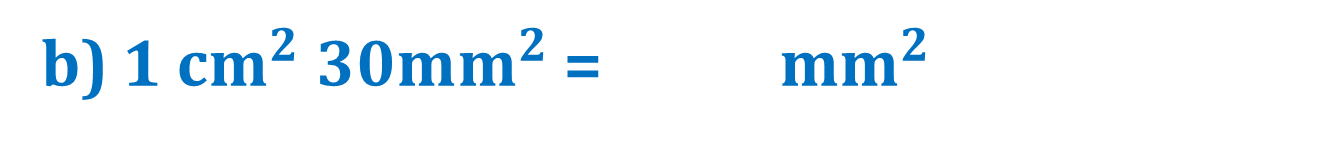 b) 1 cm² 30mm² = mm²